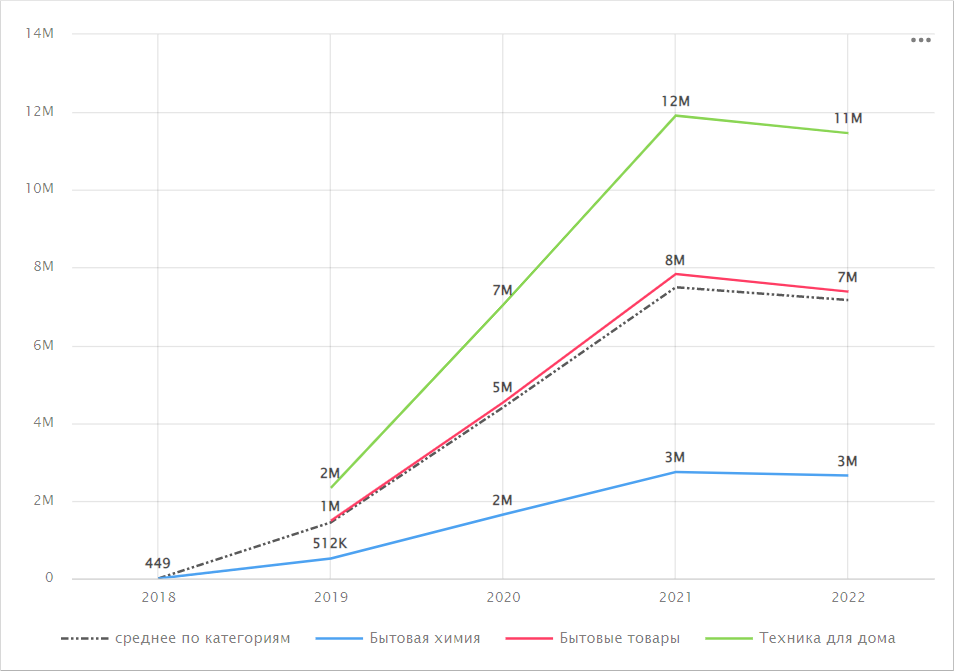 14M
12M
12M
11M
10M
8M
8M
7M
7M
6M
5M
4M
3M
3M
2M
2M
2M
1M
512K
449
0
2018 2019 2020 2021 2022
среднее по категориям Бытовая химия Бытовые товары Техника для дома